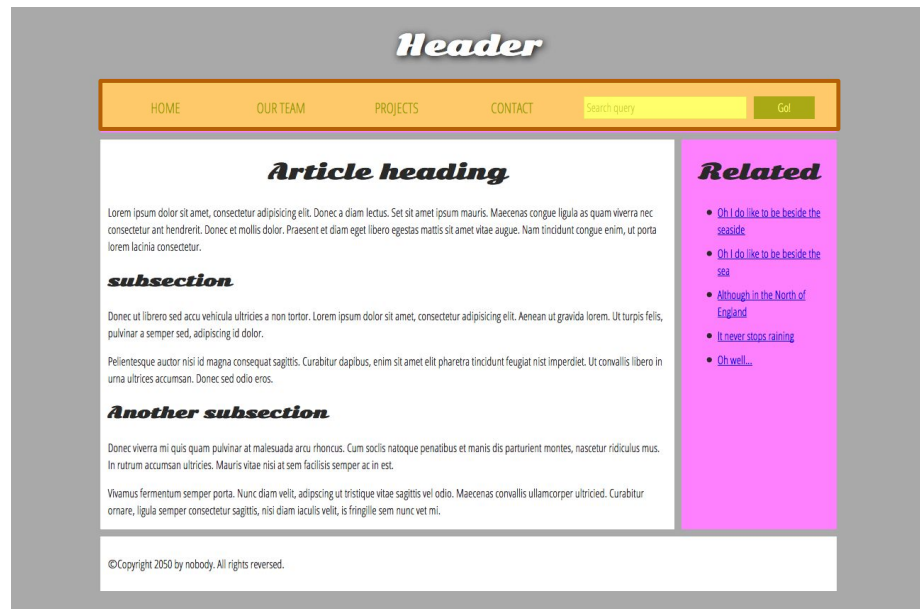 Header
HOME OUR TEAM PROJECTS CONTACT Search query Go!
Article heading
Lorem ipsum dolor sit amet, consectetur adipisicing elit. Donec a diam lectus. Set sit amet ipsum mauris. Maecenas congue ligula as quam viverra nec
consectetur ant hendrerit. Donec et mollis dolor. Praesent et diam eget libero egestas mattis sit amet vitae augue. Nam tincidunt congue enim, ut porta
lorem lacinia consectetur.
subsection
Donec ut librero sed accu vehicula ultricies a non tortor. Lorem ipsum dolor sit amet, consectetur adipisicing elit. Aenean ut gravida lorem. Ut turpis felis,
pulvinar a semper sed, adipiscing id dolor.
Pelientesque auctor nisi id magna consequat sagittis. Curabitur dapibus, enim sit amet elit pharetra tincidunt feugiat nist imperdiet. Ut convallis libero in
urna ultrices accumsan. Donec sed odio eros.
Another subsection
Donec viverra mi quis quam pulvinar at malesuada arcu rhoncus. Cum soclis natoque penatibus et manis dis parturient montes, nascetur ridiculus mus.
In rutrum accumsan ultricies. Mauris vitae nisi at sem facilisis semper ac in est.
Vivamus fermentum semper porta. Nunc diam velit, adipscing ut tristique vitae sagittis vel odio. Maecenas convallis ullamcorper ultricied. Curabitur
ornare, ligula semper consectetur sagittis, nisi diam iaculis velit, is fringille sem nunc vet mi.
Related
Oh I do like to be beside the
seaside
Oh I do like to be beside the
sea
Although in the North of
England
It never stops raining
Oh well...
©Copyright 2050 by nobody. All rights reversed.